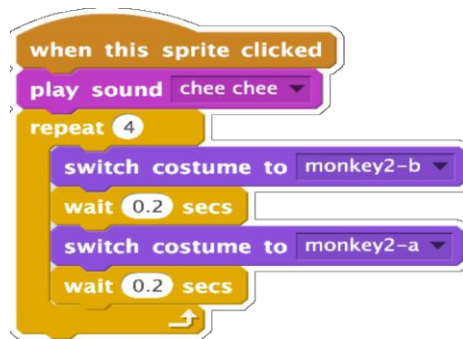 when this sprite clicked
play sound chee chee
repeat 4
switch costume to monkey2-b
wait 0.2 secs
switch costume to monkey2-a
wait 0.2 secs